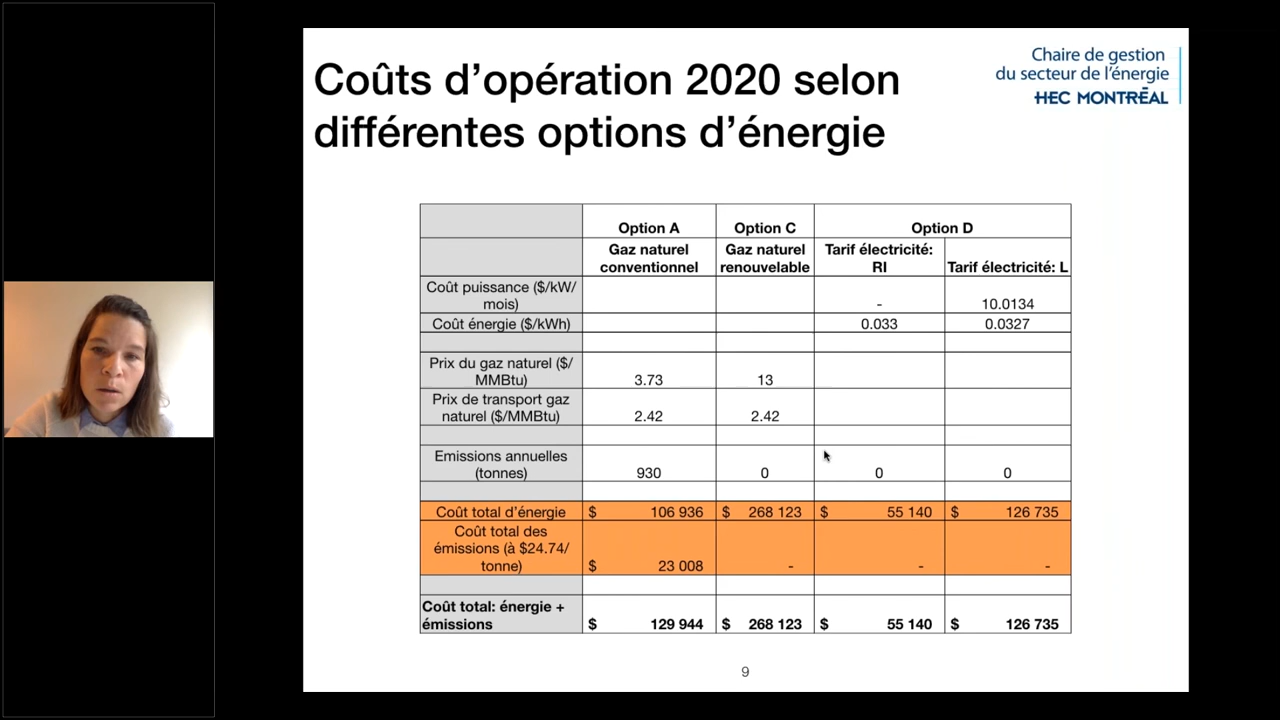 Coûts d'opération 2020 selon
différentes options d'énergie
Chaire de gestion
du secteur de l'énergie
HEC MONTRÉAL
Option A Option C Option D
Gaz naturel Gaz naturel Tarif électricité:
conventionnel renouvelable RI Tarif électricité: L
Coût puissance ($/kW/
mois) - 10.0134
Coût énergie ($/kWh) 0.033 0.0327
Prix du gaz naturel ($/
MMBtu) 3.73 13
Prix de transport gaz
naturel ($/MMBtu) 2.42 2.42
Emissions annuelles
(tonnes) 930 0 0 0
Coût total d'énergie $ 106 936 $ 268 123 $ 55 140 $ 126 735
Coût total des
émissions (à $24.74/
tonne) $ 23 008 - - -
Coût total: énergie +
émissions $ 129 944 $ 268 123 $ 55 140 $ 126 735
9